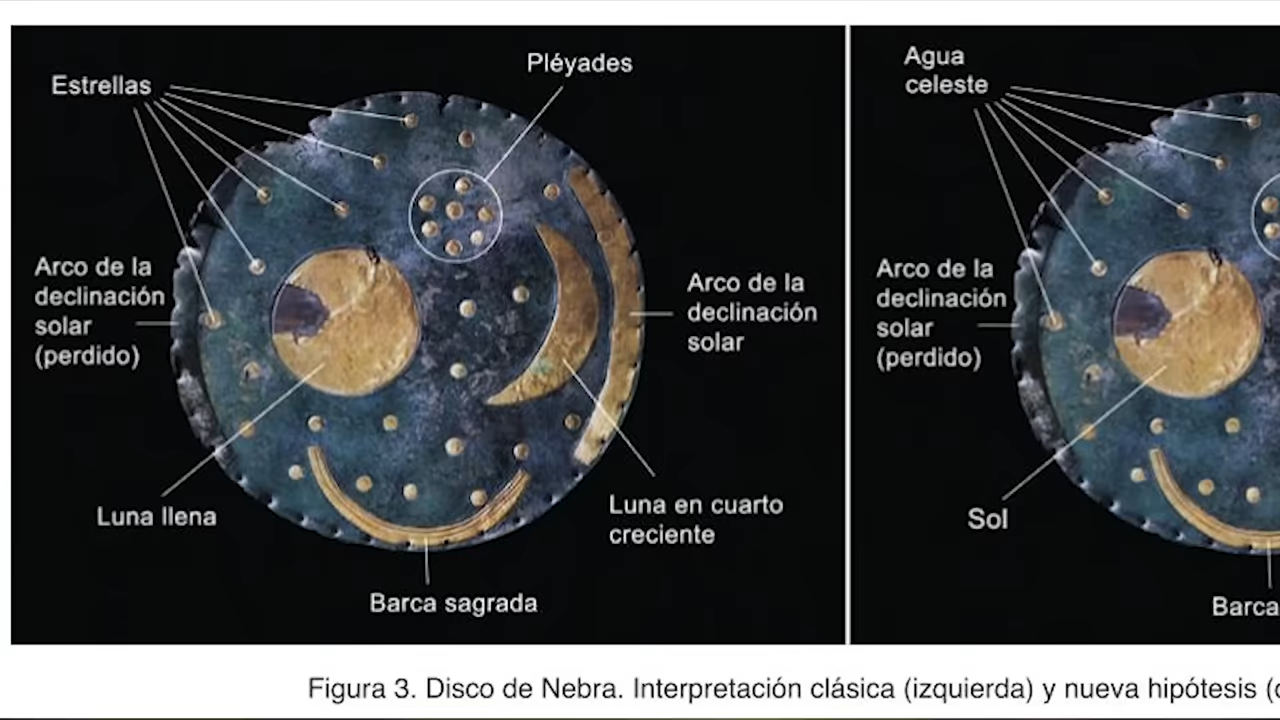 Estrellas
Pléyades
Arco de la
declinación
solar
(perdido)
Arco de la
declinación
solar
Luna llena
Luna en cuarto
creciente
Barca sagrada
Agua
celeste
Arco de la
declinación
solar
(perdido)
Sol
Barca
Figura 3. Disco de Nebra. Interpretación clásica (izquierda) y nueva hipótesis (